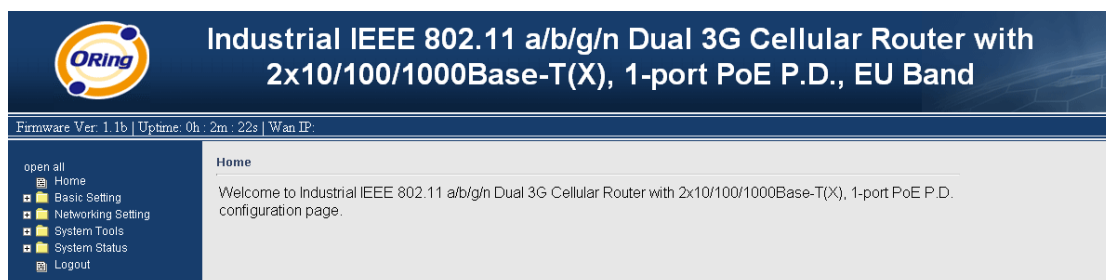 ORing
Industrial IEEE 802.11 a/b/g/n Dual 3G Cellular Router with
2x10/100/1000Base-T(X), 1-port PoE P.D., EU Band
Firmware Ver: 1.1b | Uptime: 0h : 2m : 22s | Wan IP:
open all
Home
Basic Setting
Networking Setting
System Tools
System Status
Logout
Home
Welcome to Industrial IEEE 802.11 a/b/g/n Dual 3G Cellular Router with 2x10/100/1000Base-T(X), 1-port PoE P.D.
configuration page.